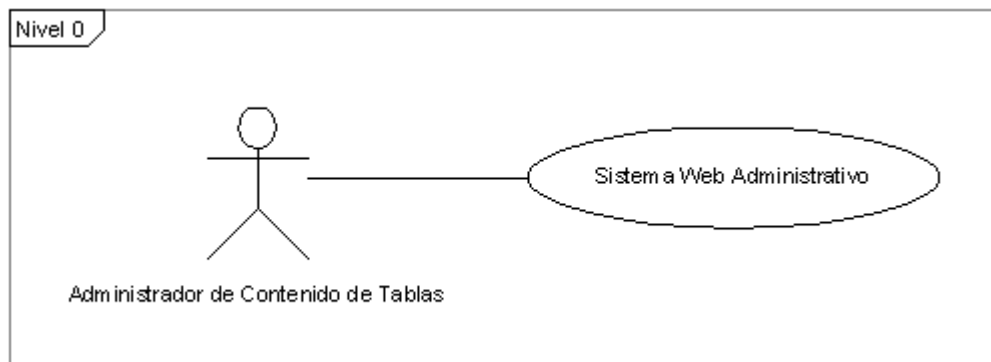 Nivel 0
Sistema Web Administrativo
Administrador de Contenido de Tablas